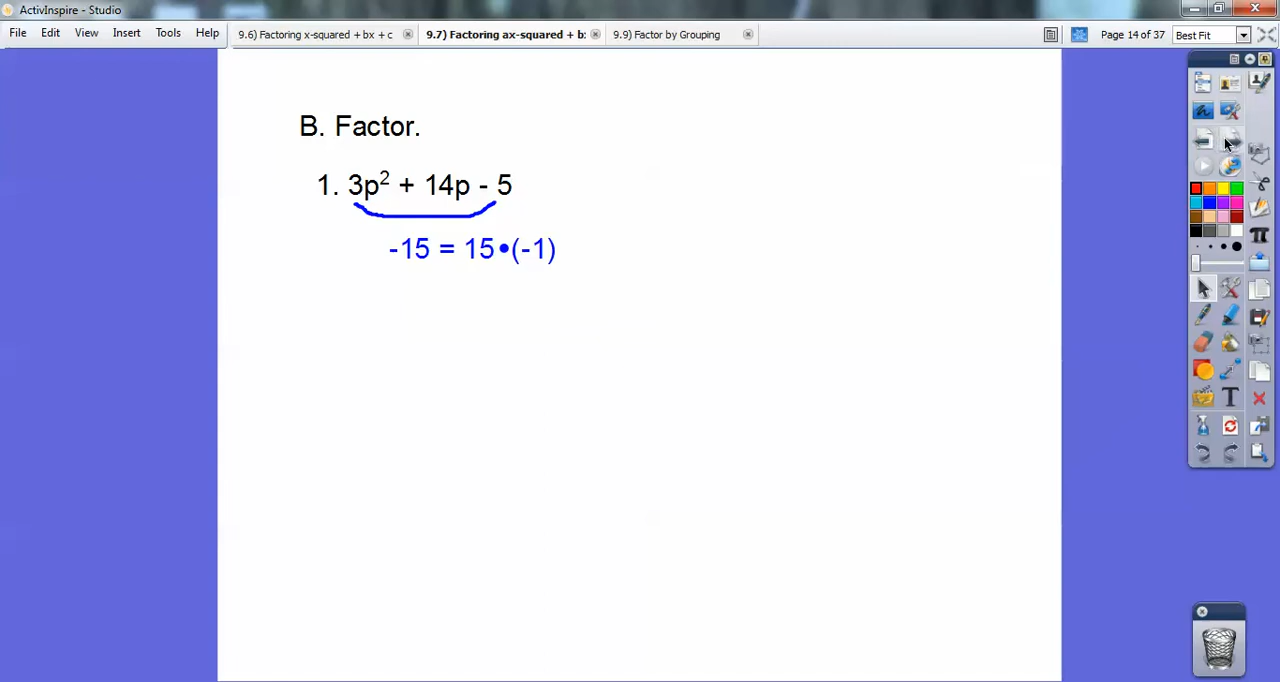 ActivInspire - Studio
File Edit View Insert Tools Help
9.6) Factoring x-squared + bx + c
9.7) Factoring ax-squared + b:
9.9) Factor by Grouping
Page 14 of 37
Best Fit
B. Factor.
1. 3p² + 14p - 5
-15 = 15•(-1)